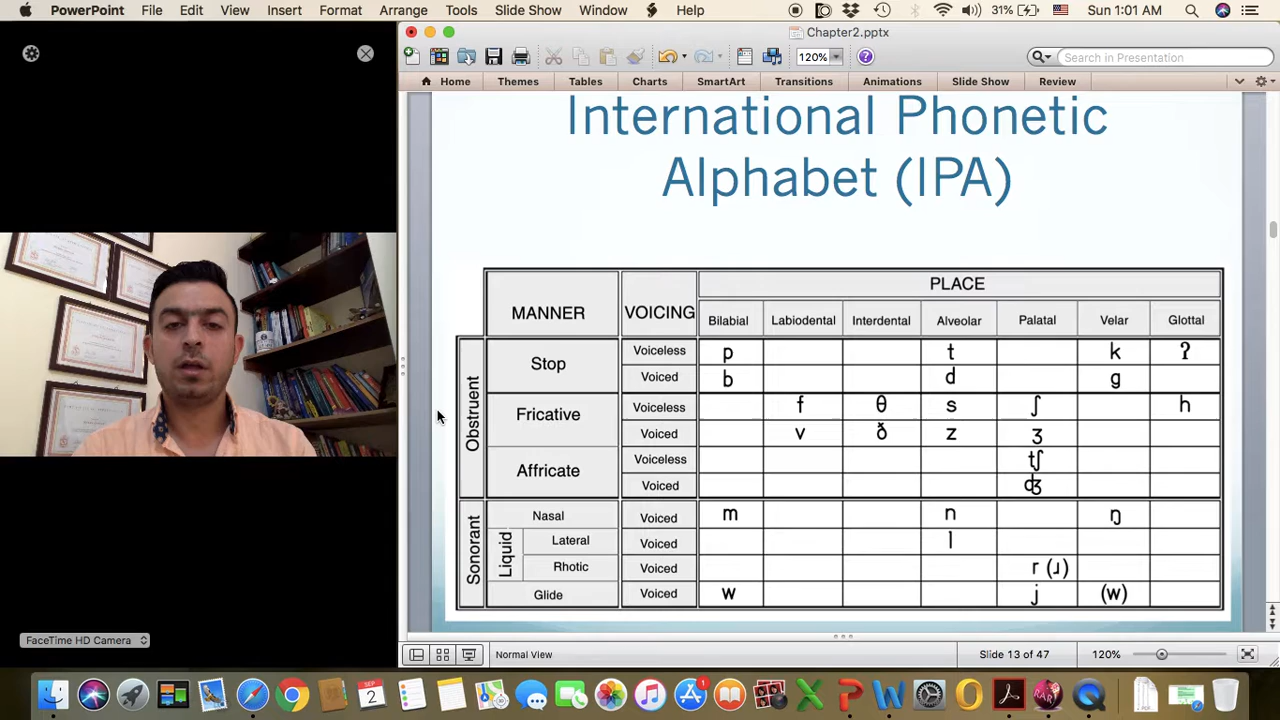 PowerPoint File Edit View Insert Format Arrange Tools Slide Show Window Help 31% Sun 1:01 AM
Chapter2.pptx
120% Search in Presentation
Home Themes Tables Charts SmartArt Transitions Animations Slide Show Review
International Phonetic
Alphabet (IPA)
MANNER VOICING PLACE
Bilabial Labiodental Interdental Alveolar Palatal Velar Glottal
Obstruent
Stop Voiceless p t k ʔ
Voiced b d g
Fricative Voiceless f θ s ʃ h
Voiced v ð z ʒ
Affricate Voiceless tʃ
Voiced ʤ
Sonorant
Nasal Voiced m n ŋ
Liquid
Lateral Voiced l
Rhotic Voiced r (ɹ)
Glide Voiced w j (w)
FaceTime HD Camera
Normal View Slide 13 of 47 120%
SEP
2
1